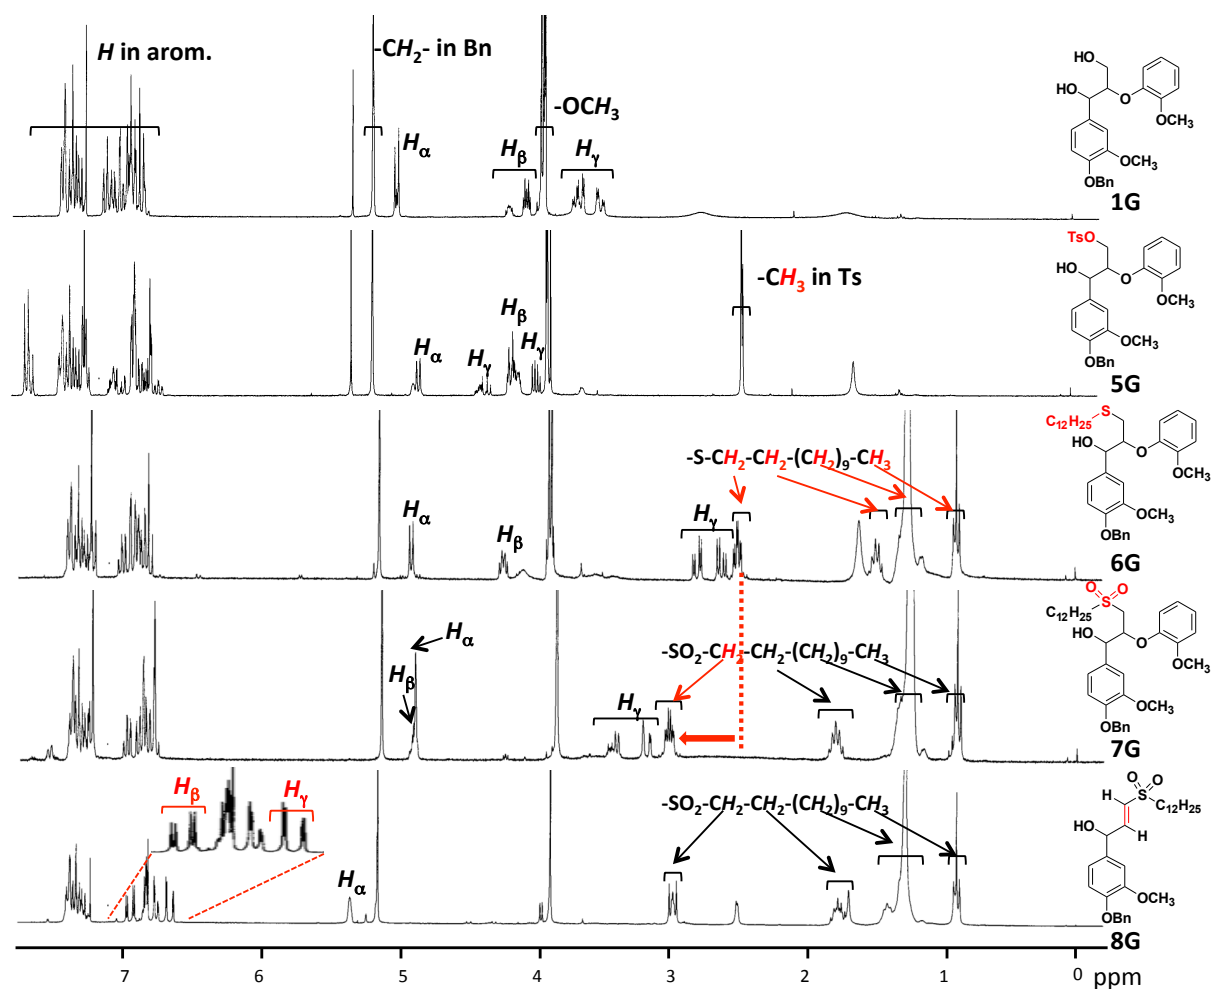 H in arom.
-CH₂- in Bn
-OCH₃
Hα
Hβ
Hγ
HO
HO
O
OCH₃
OCH₃
OBn
1G
-CH₃ in Ts
Hα
Hγ
Hβ
Hγ
TsO
HO
O
OCH₃
OCH₃
OBn
5G
-S-CH₂-CH₂-(CH₂)₉-CH₃
Hα
Hβ
Hγ
C₁₂H₂₅
S
HO
O
OCH₃
OCH₃
OBn
6G
-SO₂-CH₂-CH₂-(CH₂)₉-CH₃
Hα
Hβ
Hγ
O O
S
C₁₂H₂₅
HO
O
OCH₃
OCH₃
OBn
7G
Hβ
Hγ
Hα
-SO₂-CH₂-CH₂-(CH₂)₉-CH₃
O O
S
H
C₁₂H₂₅
HO
H
OCH₃
OBn
8G
7 6 5 4 3 2 1 0 ppm